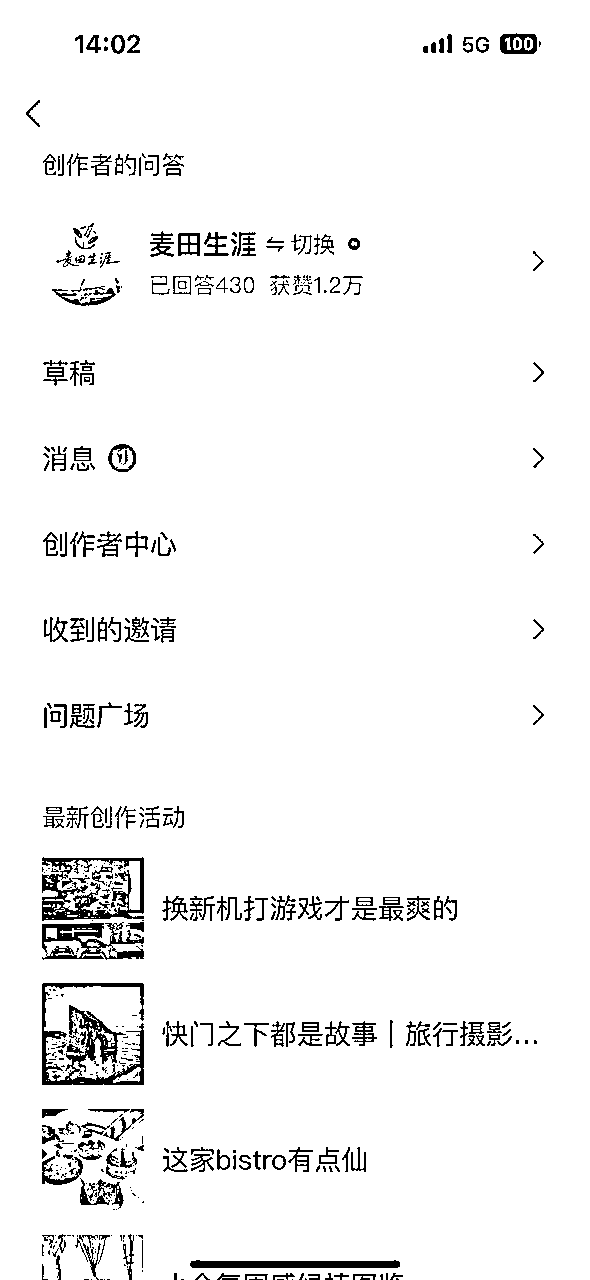 14:02 5G 100
创作者的问答
麦田生涯 ⇋ 切换
麦田生涯
已回答430 获赞1.2万
草稿
消息
创作者中心
收到的邀请
问题广场
最新创作活动
换新机打游戏才是最爽的
快门之下都是故事｜旅行摄影...
这家bistro有点仙